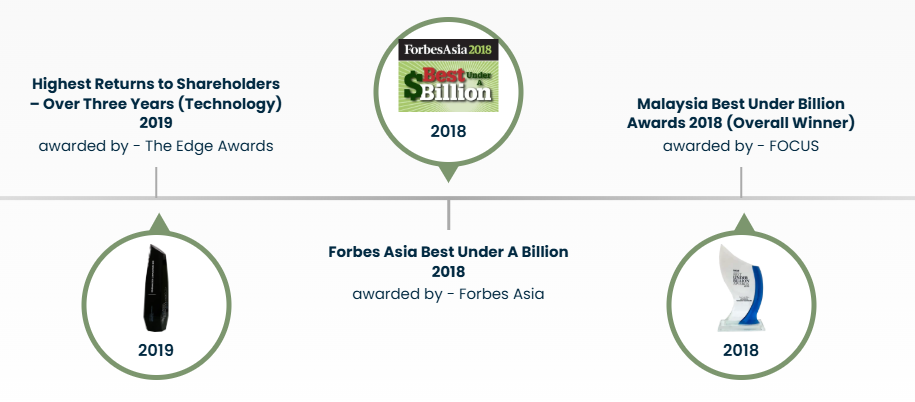 Highest Returns to Shareholders
– Over Three Years (Technology)
2019
awarded by - The Edge Awards
2019
ForbesAsia 2018
$Best Under
A
Billion
2018
Forbes Asia Best Under A Billion
2018
awarded by - Forbes Asia
Malaysia Best Under Billion
Awards 2018 (Overall Winner)
awarded by - FOCUS
2018